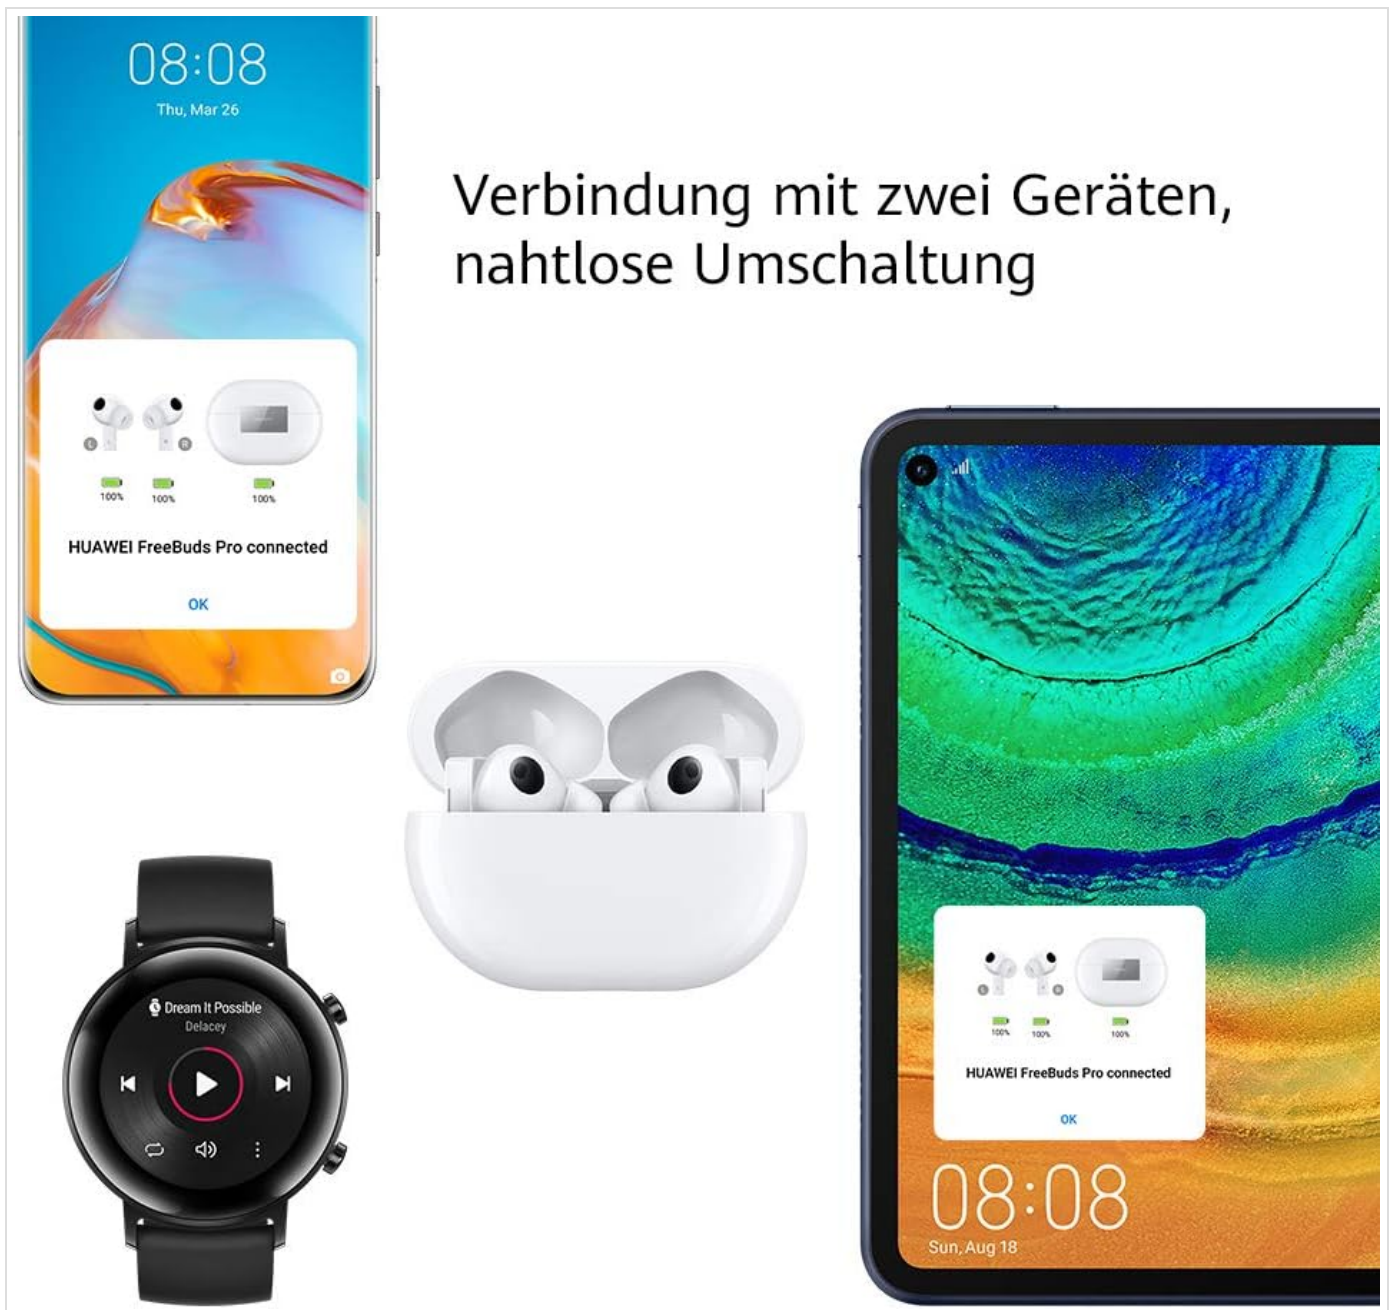 08:08
Thu, Mar 26
Verbindung mit zwei Geräten,
nahtlose Umschaltung
L R
100% 100% 100%
HUAWEI FreeBuds Pro connected
OK
Dream It Possible
Delacey
100% 100% 100%
HUAWEI FreeBuds Pro connected
OK
08:08
Sun, Aug 18